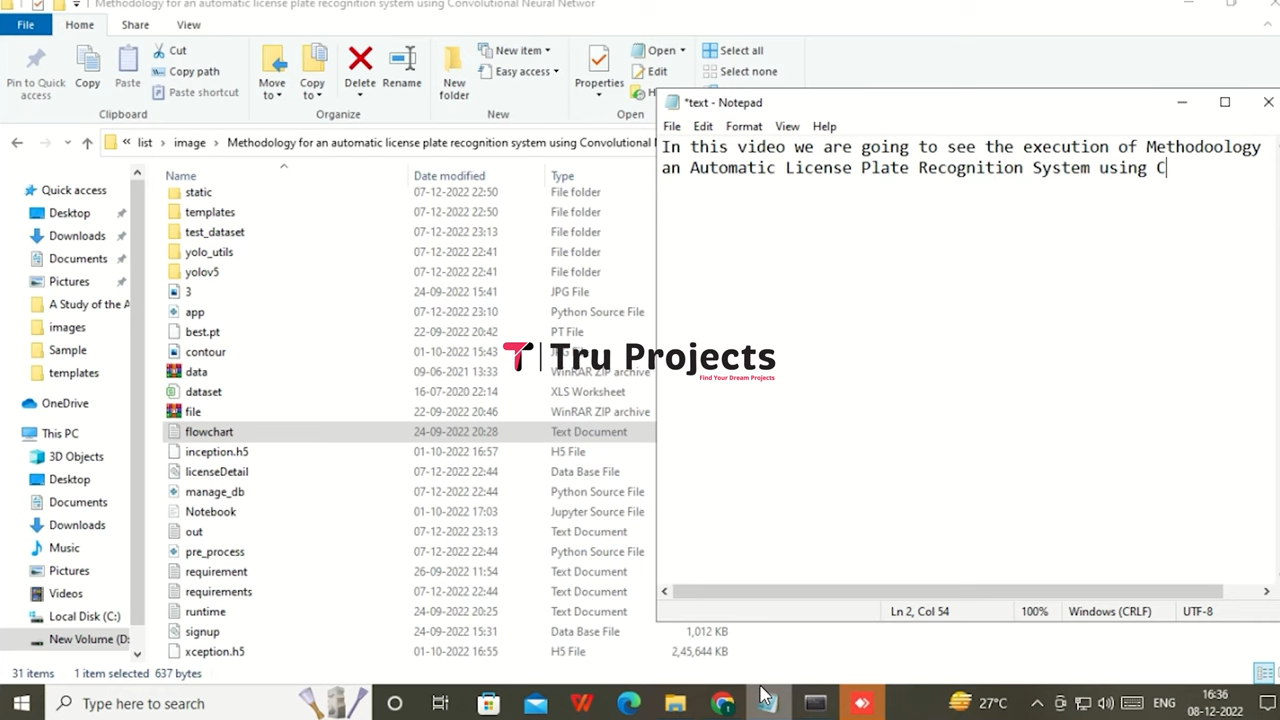 Methodology for an automatic license plate recognition system using Convolutional Neural Networ
File
Home
Share
View
Pin to Quick access
Copy
Paste
Cut
Copy path
Paste shortcut
Clipboard
Move to
Copy to
Delete
Rename
Organize
New folder
New item
Easy access
New
Properties
Open
Edit
Open
Select all
Select none
« list › image › Methodology for an automatic license plate recognition system using Convolutional
*text - Notepad
File Edit Format View Help
In this video we are going to see the execution of Methodoology
an Automatic License Plate Recognition System using C
Ln 2, Col 54 100% Windows (CRLF) UTF-8
Quick access
Desktop
Downloads
Documents
Pictures
A Study of the A
images
Sample
templates
OneDrive
This PC
3D Objects
Desktop
Documents
Downloads
Music
Pictures
Videos
Local Disk (C:)
New Volume (D:
Name Date modified Type
static 07-12-2022 22:50 File folder
templates 07-12-2022 22:50 File folder
test_dataset 07-12-2022 23:13 File folder
yolo_utils 07-12-2022 22:41 File folder
yolov5 07-12-2022 22:41 File folder
3 24-09-2022 15:41 JPG File
app 07-12-2022 23:10 Python Source File
best.pt 22-09-2022 20:42 PT File
contour 01-10-2022 15:43 JPG File
data 09-06-2021 13:33 WinRAR ZIP archive
dataset 16-07-2020 22:14 XLS Worksheet
file 22-09-2022 20:46 WinRAR ZIP archive
flowchart 24-09-2022 20:28 Text Document
inception.h5 01-10-2022 16:57 H5 File
licenseDetail 07-12-2022 22:44 Data Base File
manage_db 07-12-2022 22:44 Python Source File
Notebook 01-10-2022 17:03 Jupyter Source File
out 07-12-2022 23:13 Text Document
pre_process 07-12-2022 22:44 Python Source File
requirement 26-09-2022 11:54 Text Document
requirements 07-12-2022 22:44 Text Document
runtime 24-09-2022 20:25 Text Document
signup 24-09-2022 15:31 Data Base File 1,012 KB
xception.h5 01-10-2022 16:55 H5 File 2,45,644 KB
Tru Projects
Find Your Dream Projects
31 items 1 item selected 637 bytes
Type here to search
27°C
ENG
16:36
08-12-2022